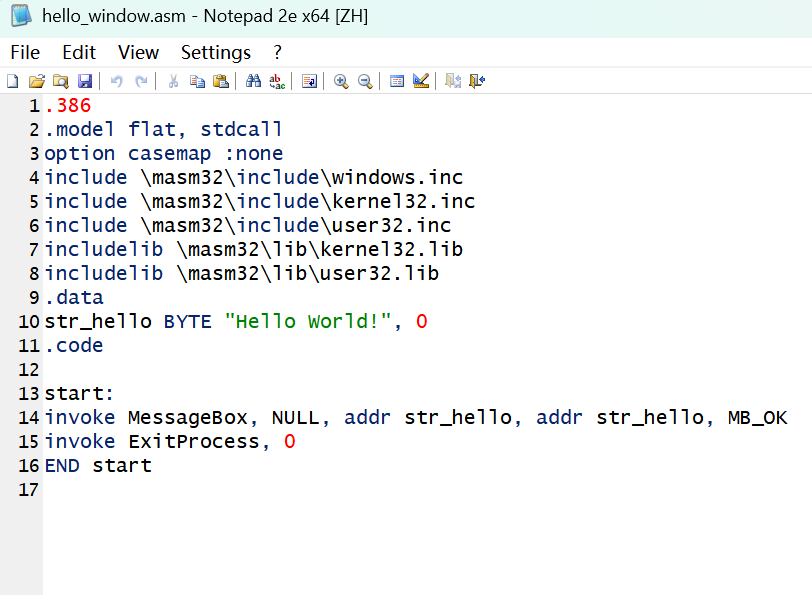 hello_window.asm - Notepad 2e x64 [ZH]
File Edit View Settings ?
1 .386
2 .model flat, stdcall
3 option casemap :none
4 include \masm32\include\windows.inc
5 include \masm32\include\kernel32.inc
6 include \masm32\include\user32.inc
7 includelib \masm32\lib\kernel32.lib
8 includelib \masm32\lib\user32.lib
9 .data
10 str_hello BYTE "Hello World!", 0
11 .code
12
13 start:
14 invoke MessageBox, NULL, addr str_hello, addr str_hello, MB_OK
15 invoke ExitProcess, 0
16 END start
17